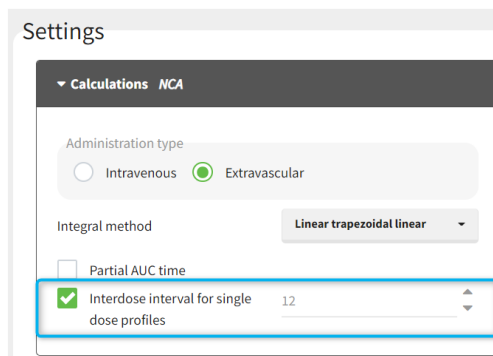 Settings
Calculations NCA
Administration type
Intravenous Extravascular
Integral method Linear trapezoidal linear
Partial AUC time
Interdose interval for single 12
dose profiles